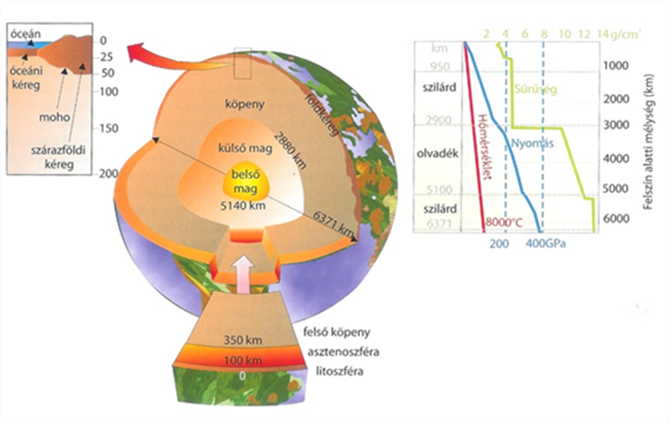 óceán
óceáni
kéreg
moho
szárazföldi
kéreg
0
25
50
100
150
200
köpeny
földkéreg
külső mag
2880 km
belső
mag
5140 km
6371 km
350 km
100 km
0
felső köpeny
asztenoszféra
litoszféra
2 4 6 8 10 12 14 g/cm³
km
950
szilárd
2900
olvadék
5100
szilárd
6371
Sűrűség
Nyomás
Hőmérséklet
8000°C
200 400GPa
1000
2000
3000
4000
5000
6000
Felszín alatti mélység (km)